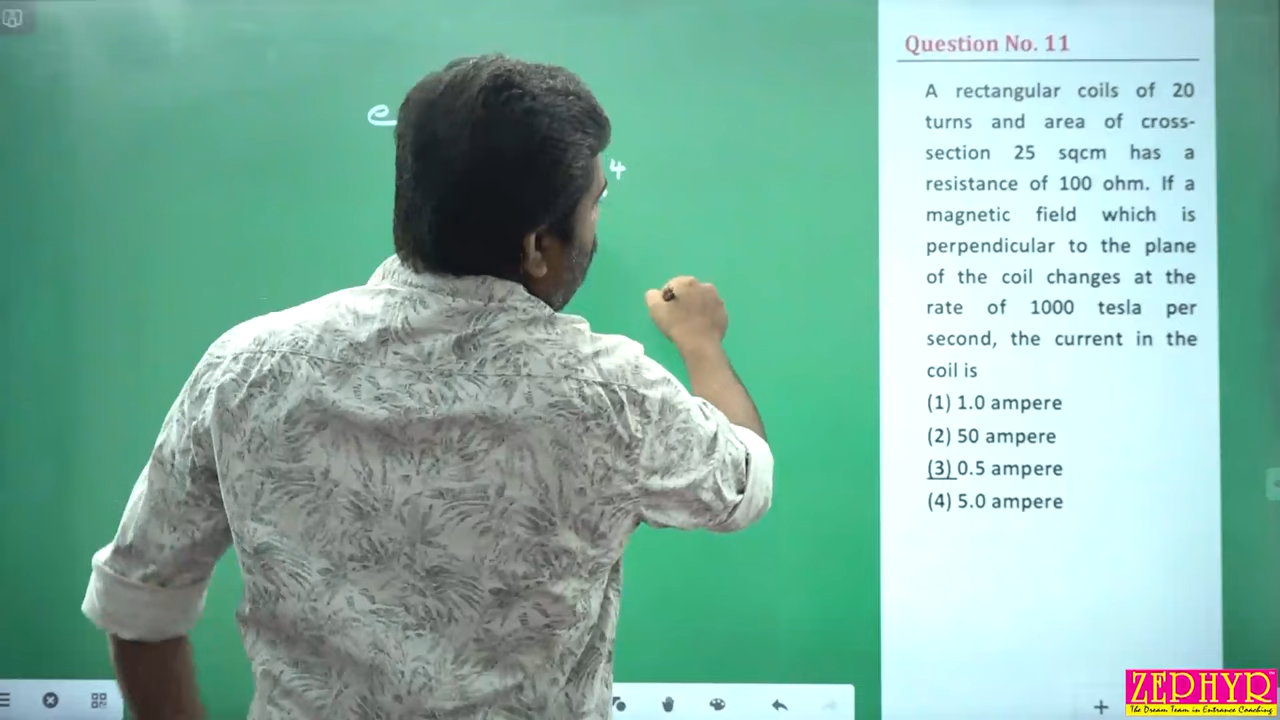 Question No. 11
A rectangular coils of 20
turns and area of cross-
section 25 sqcm has a
resistance of 100 ohm. If a
magnetic field which is
perpendicular to the plane
of the coil changes at the
rate of 1000 tesla per
second, the current in the
coil is
(1) 1.0 ampere
(2) 50 ampere
(3) 0.5 ampere
(4) 5.0 ampere
e
4
ZEPHYR
The Dream Team in Entrance Coaching